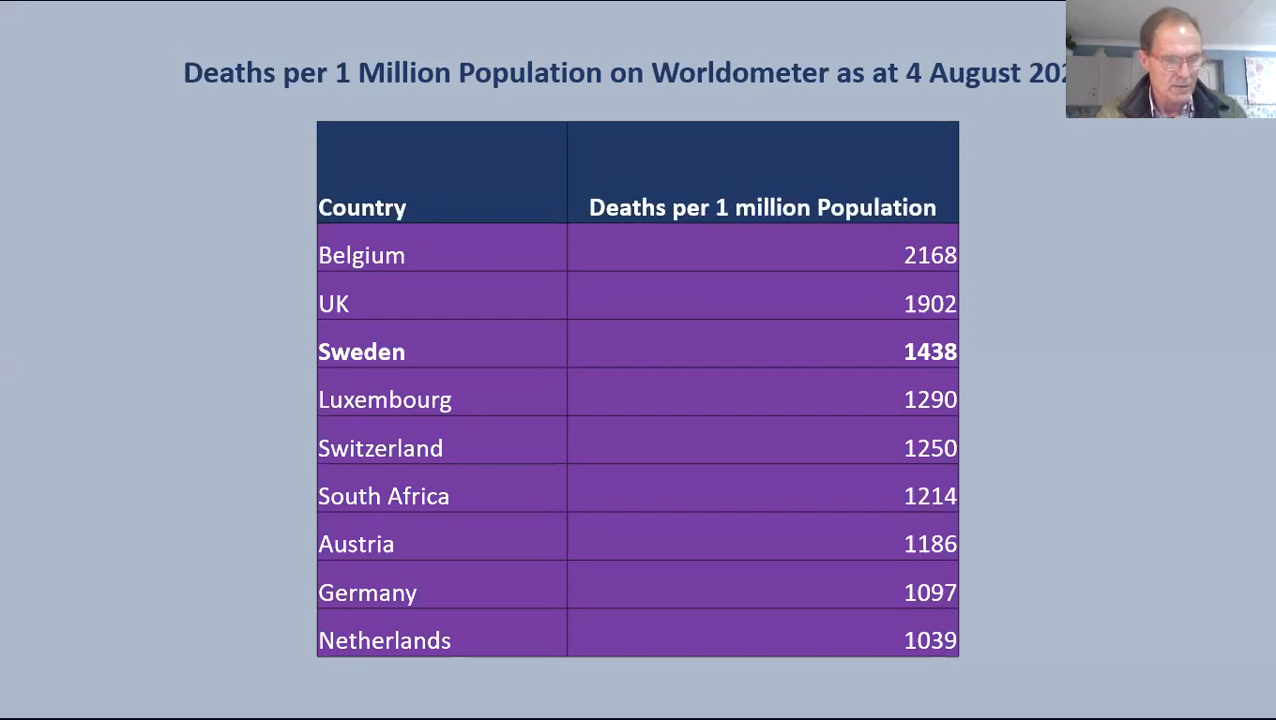 Deaths per 1 Million Population on Worldometer as at 4 August
Country Deaths per 1 million Population
Belgium 2168
UK 1902
Sweden 1438
Luxembourg 1290
Switzerland 1250
South Africa 1214
Austria 1186
Germany 1097
Netherlands 1039